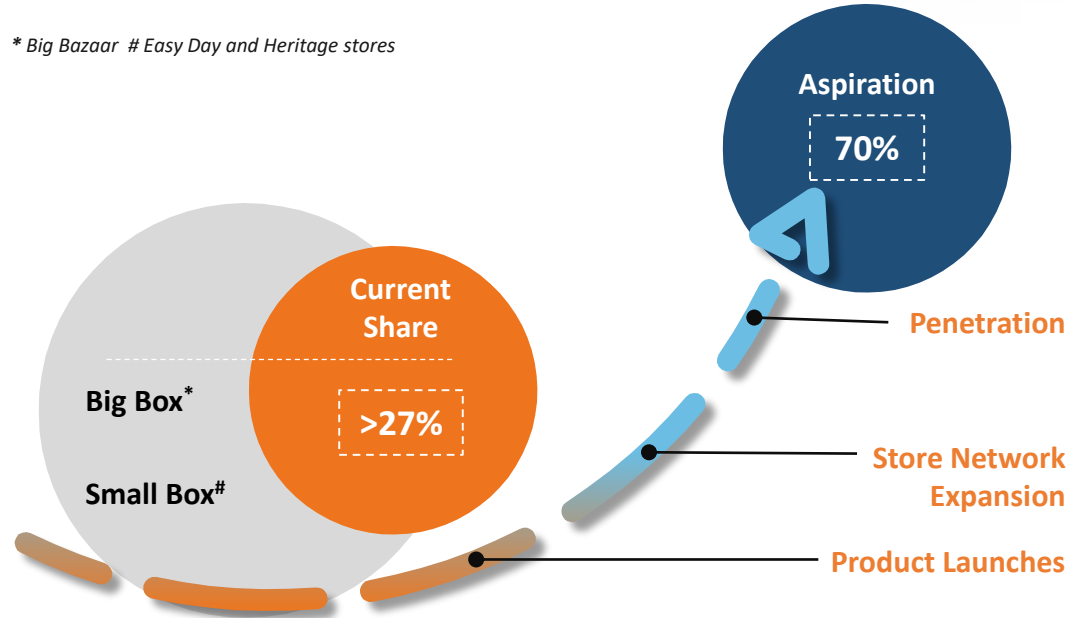 * Big Bazaar  # Easy Day and Heritage stores
Aspiration
70%
Current
Share
Big Box*
>27%
Small Box#
Penetration
Store Network
Expansion
Product Launches